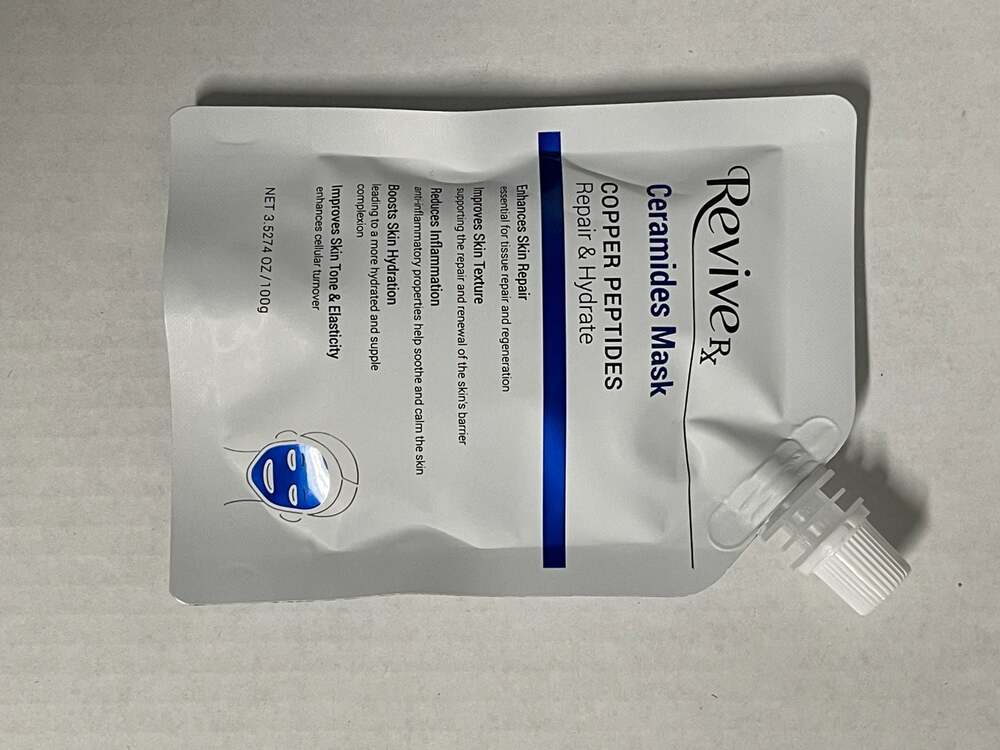 ReviveRx
Ceramides Mask
COPPER PEPTIDES
Repair & Hydrate
Enhances Skin Repair
essential for tissue repair and regeneration
Improves Skin Texture
supporting the repair and renewal of the skin's barrier
Reduces Inflammation
anti-inflammatory properties help soothe and calm the skin
Boosts Skin Hydration
leading to a more hydrated and supple
complexion
Improves Skin Tone & Elasticity
enhances cellular turnover
NET 3.5274 OZ / 100g